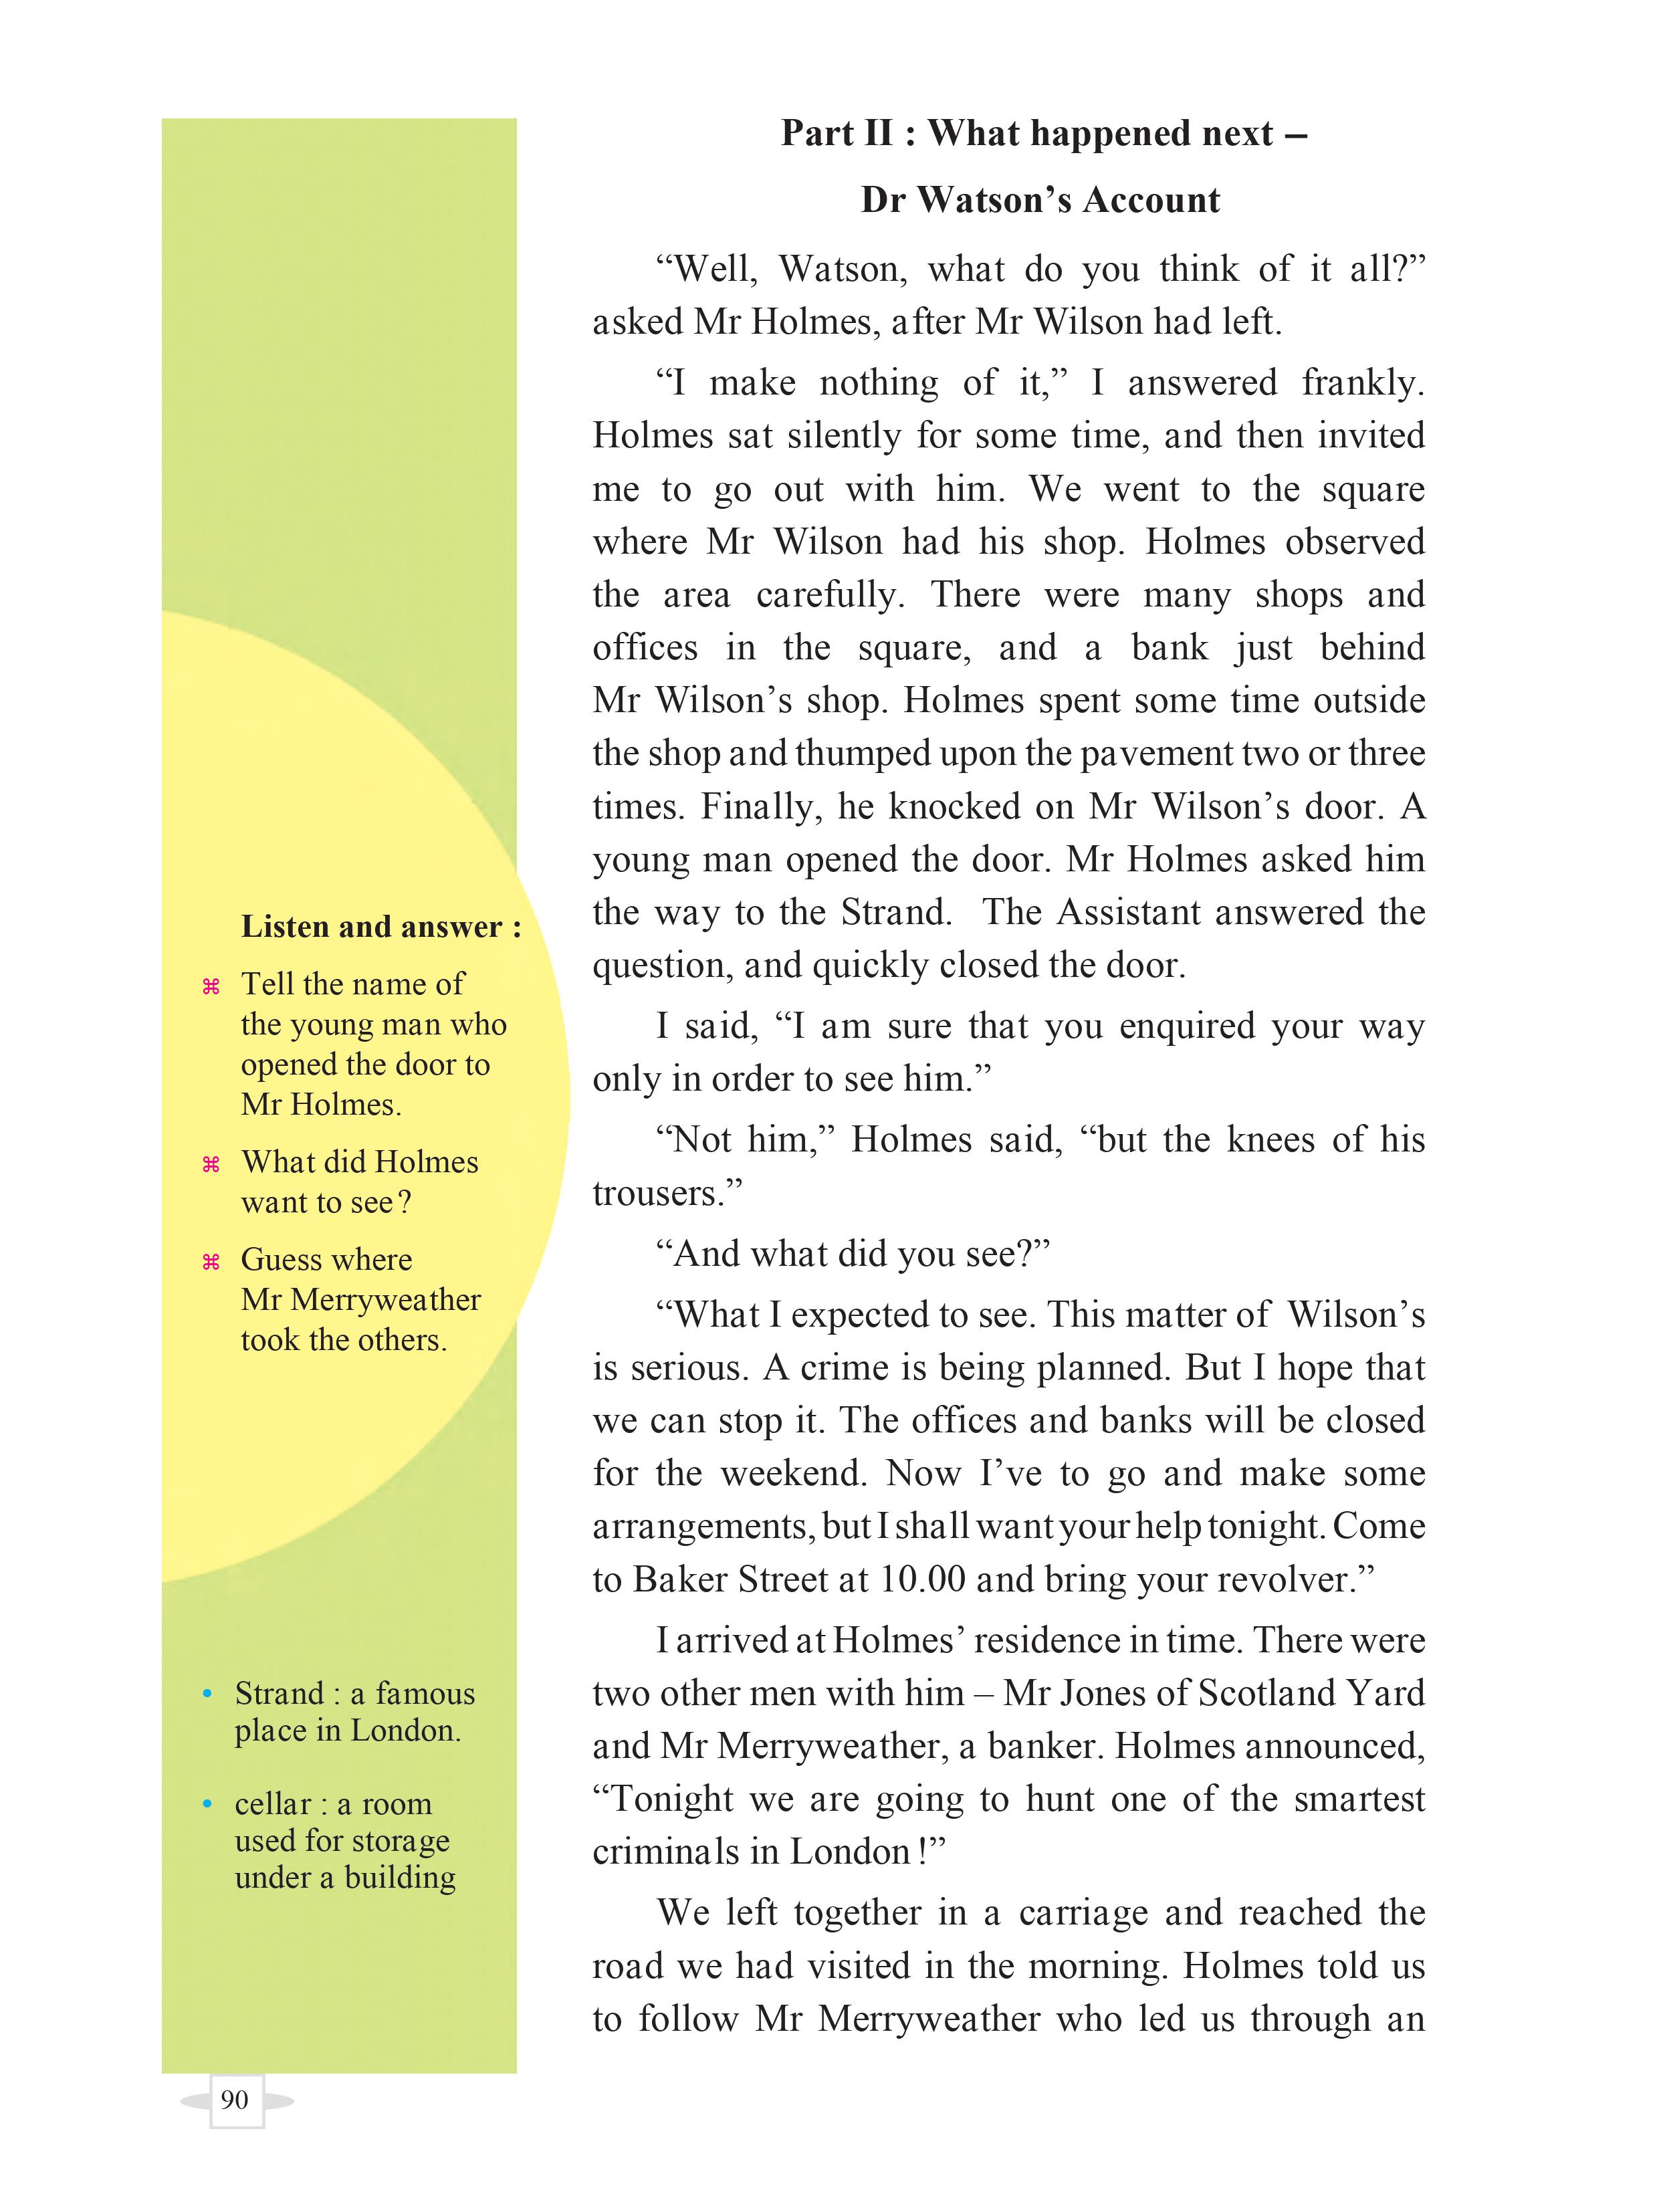 Part II : What happened next –
Dr Watson’s Account
“Well, Watson, what do you think of it all?”
asked Mr Holmes, after Mr Wilson had left.
“I make nothing of it,” I answered frankly.
Holmes sat silently for some time, and then invited
me to go out with him. We went to the square
where Mr Wilson had his shop. Holmes observed
the area carefully. There were many shops and
offices in the square, and a bank just behind
Mr Wilson’s shop. Holmes spent some time outside
the shop and thumped upon the pavement two or three
times. Finally, he knocked on Mr Wilson’s door. A
young man opened the door. Mr Holmes asked him
the way to the Strand. The Assistant answered the
question, and quickly closed the door.
I said, “I am sure that you enquired your way
only in order to see him.”
“Not him,” Holmes said, “but the knees of his
trousers.”
“And what did you see?”
“What I expected to see. This matter of Wilson’s
is serious. A crime is being planned. But I hope that
we can stop it. The offices and banks will be closed
for the weekend. Now I’ve to go and make some
arrangements, but I shall want your help tonight. Come
to Baker Street at 10.00 and bring your revolver.”
I arrived at Holmes’ residence in time. There were
two other men with him – Mr Jones of Scotland Yard
and Mr Merryweather, a banker. Holmes announced,
“Tonight we are going to hunt one of the smartest
criminals in London !”
We left together in a carriage and reached the
road we had visited in the morning. Holmes told us
to follow Mr Merryweather who led us through an
Listen and answer :
⌘ Tell the name of
the young man who
opened the door to
Mr Holmes.
⌘ What did Holmes
want to see ?
⌘ Guess where
Mr Merryweather
took the others.
• Strand : a famous
place in London.
• cellar : a room
used for storage
under a building
90